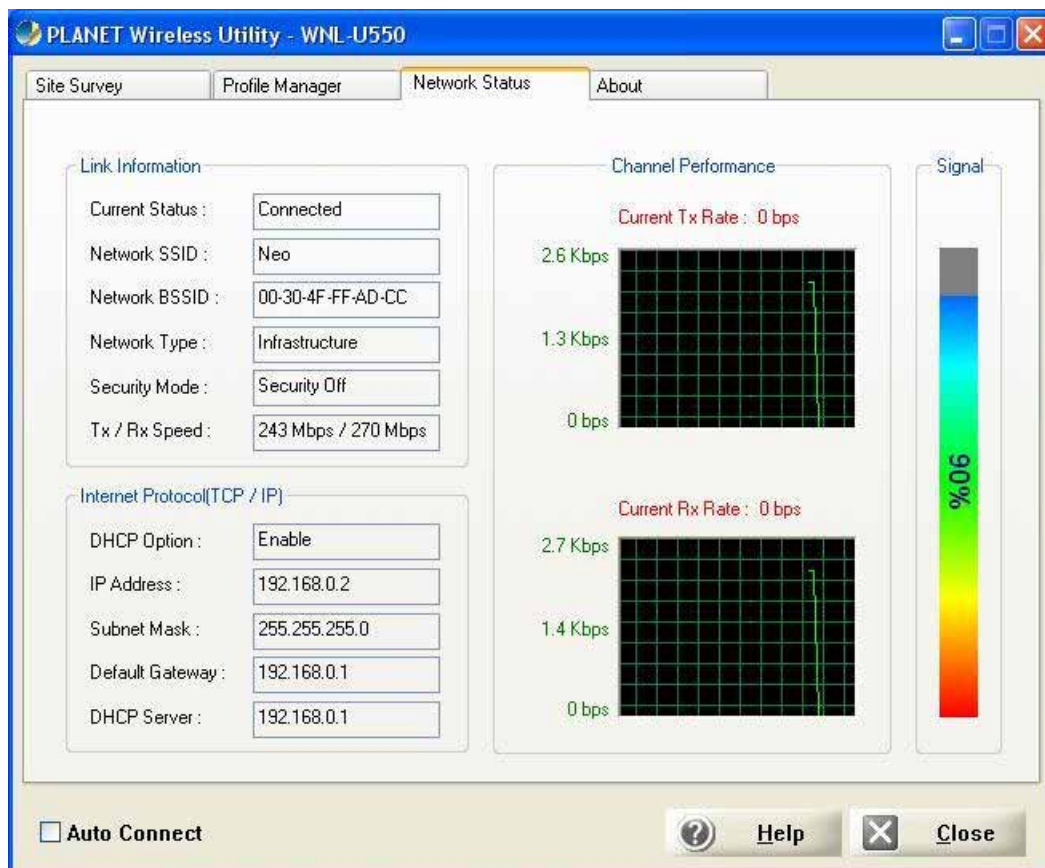 PLANET Wireless Utility - WNL-U550
Site Survey
Profile Manager
Network Status
About
Link Information
Current Status : Connected
Network SSID : Neo
Network BSSID : 00-30-4F-FF-AD-CC
Network Type : Infrastructure
Security Mode : Security Off
Tx / Rx Speed : 243 Mbps / 270 Mbps
Internet Protocol(TCP / IP)
DHCP Option : Enable
IP Address : 192.168.0.2
Subnet Mask : 255.255.255.0
Default Gateway : 192.168.0.1
DHCP Server : 192.168.0.1
Channel Performance
Current Tx Rate : 0 bps
2.6 Kbps
1.3 Kbps
0 bps
Current Rx Rate : 0 bps
2.7 Kbps
1.4 Kbps
0 bps
Signal
90%
Auto Connect
Help
Close